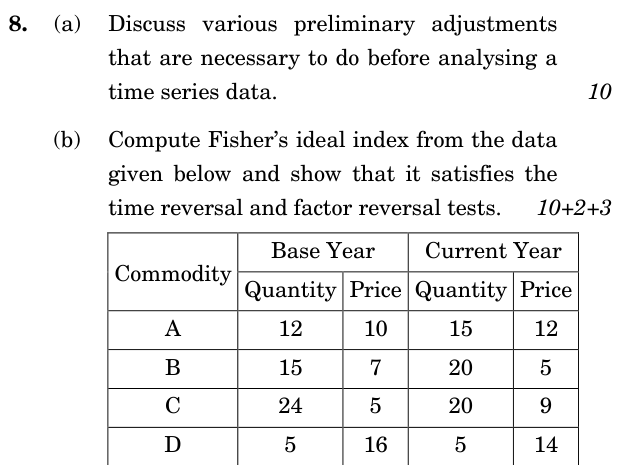 8. (a) Discuss various preliminary adjustments
that are necessary to do before analysing a
time series data. 10
(b) Compute Fisher's ideal index from the data
given below and show that it satisfies the
time reversal and factor reversal tests. 10+2+3
Commodity Base Year Current Year
Quantity Price Quantity Price
A 12 10 15 12
B 15 7 20 5
C 24 5 20 9
D 5 16 5 14